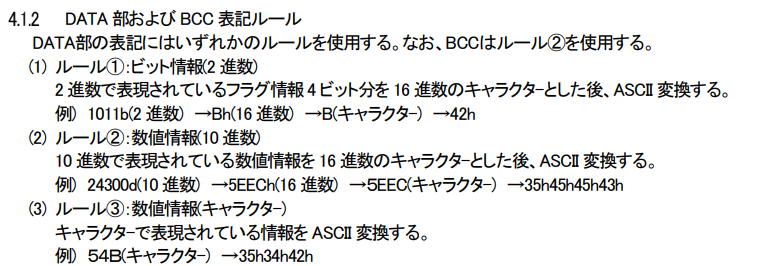 4.1.2 DATA 部および BCC 表記ルール
DATA部の表記にはいずれかのルールを使用する。なお、BCCはルール②を使用する。
(1) ルール①:ビット情報(2 進数)
2 進数で表現されているフラグ情報 4 ビット分を 16 進数のキャラクターとした後、ASCII 変換する。
例) 1011b(2 進数) →Bh(16 進数) →B(キャラクター) →42h
(2) ルール②:数値情報(10 進数)
10 進数で表現されている数値情報を 16 進数のキャラクターとした後、ASCII 変換する。
例) 24300d(10 進数) →5EECh(16 進数) →5EEC(キャラクター) →35h45h45h43h
(3) ルール③:数値情報(キャラクター)
キャラクターで表現されている情報を ASCII 変換する。
例) 54B(キャラクター) →35h34h42h